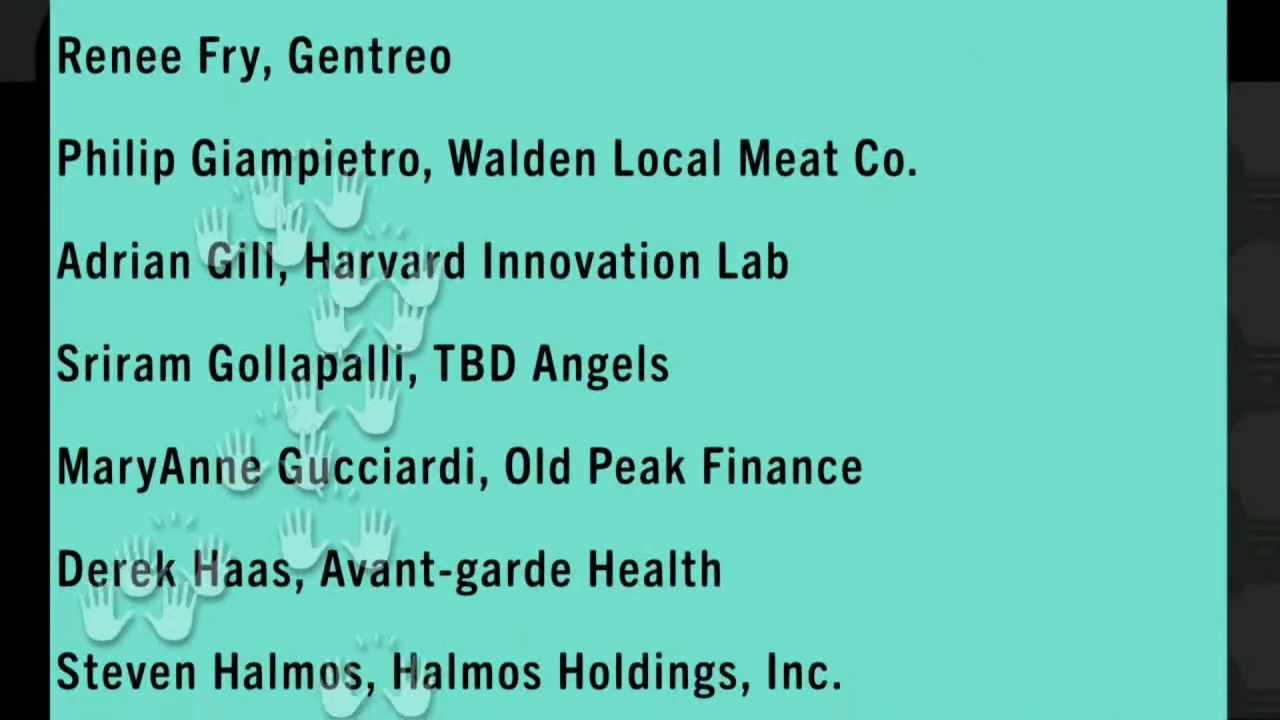 Renee Fry, Gentreo
Philip Giampietro, Walden Local Meat Co.
Adrian Gill, Harvard Innovation Lab
Sriram Gollapalli, TBD Angels
MaryAnne Gucciardi, Old Peak Finance
Derek Haas, Avant-garde Health
Steven Halmos, Halmos Holdings, Inc.